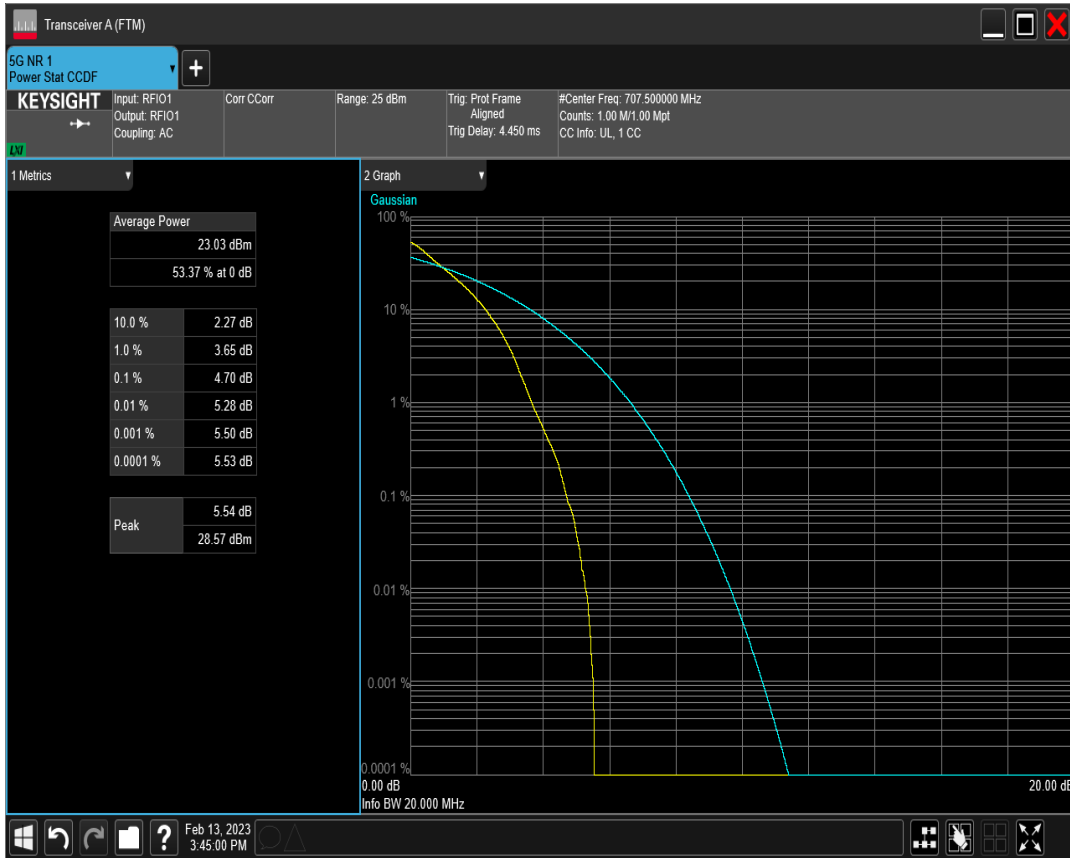 Transceiver A (FTM)
5G NR 1
Power Stat CCDF
+
KEYSIGHT
LXI
Input: RFIO1
Output: RFIO1
Coupling: AC
Corr CCorr
Range: 25 dBm
Trig: Prot Frame
Aligned
Trig Delay: 4.450 ms
#Center Freq: 707.500000 MHz
Counts: 1.00 M/1.00 Mpt
CC Info: UL, 1 CC
1 Metrics
Average Power
23.03 dBm
53.37 % at 0 dB
10.0 % 2.27 dB
1.0 % 3.65 dB
0.1 % 4.70 dB
0.01 % 5.28 dB
0.001 % 5.50 dB
0.0001 % 5.53 dB
Peak 5.54 dB
28.57 dBm
2 Graph
Gaussian
100 %
10 %
1 %
0.1 %
0.01 %
0.001 %
0.0001 %
0.00 dB 20.00 dB
Info BW 20.000 MHz
? Feb 13, 2023
3:45:00 PM